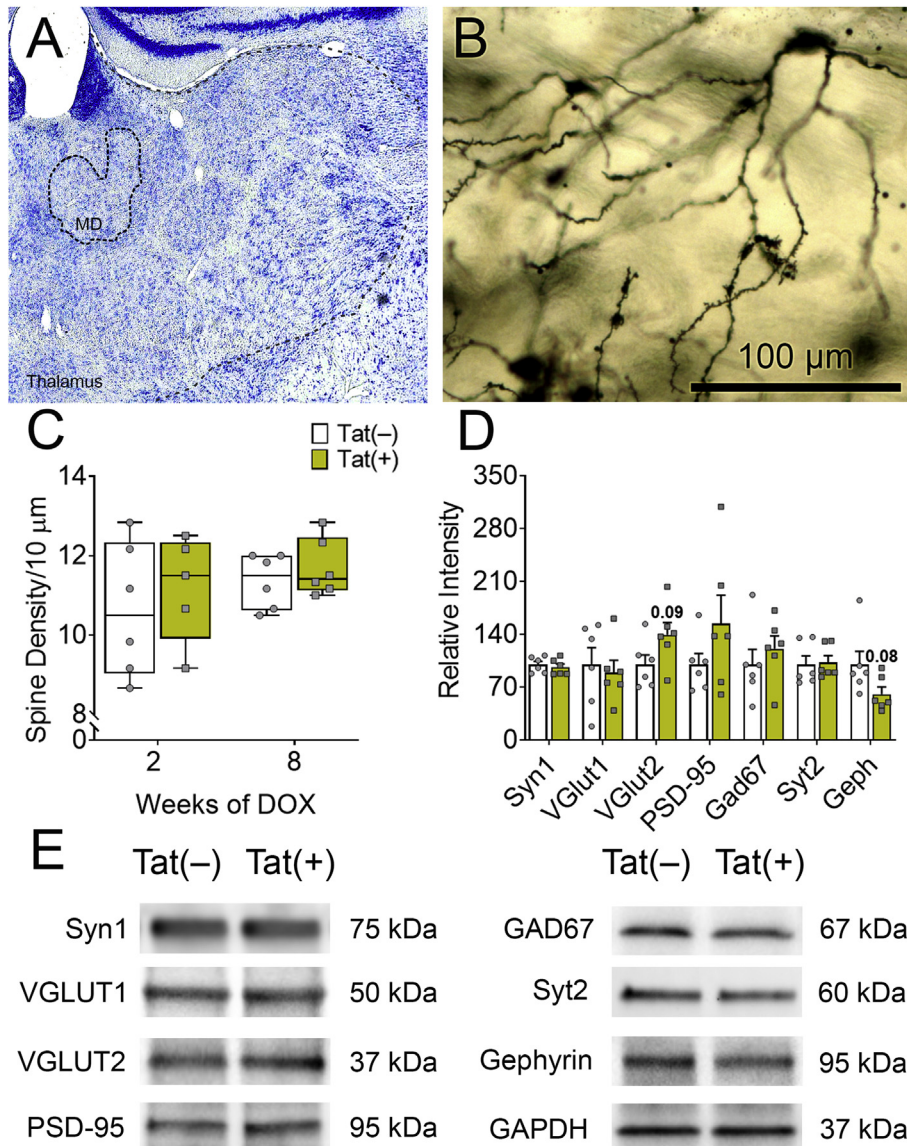 A
MD
Thalamus
B
100 µm
C
Tat(–)
Tat(+)
Spine Density/10 µm
14
12
10
8
0
2
8
Weeks of DOX
D
Relative Intensity
350
280
210
140
70
0
0.09
0.08
Syn1
VGlut1
VGlut2
PSD-95
Gad67
Syt2
Geph
E
Tat(–) Tat(+)
Syn1 75 kDa
VGLUT1 50 kDa
VGLUT2 37 kDa
PSD-95 95 kDa
Tat(–) Tat(+)
GAD67 67 kDa
Syt2 60 kDa
Gephyrin 95 kDa
GAPDH 37 kDa